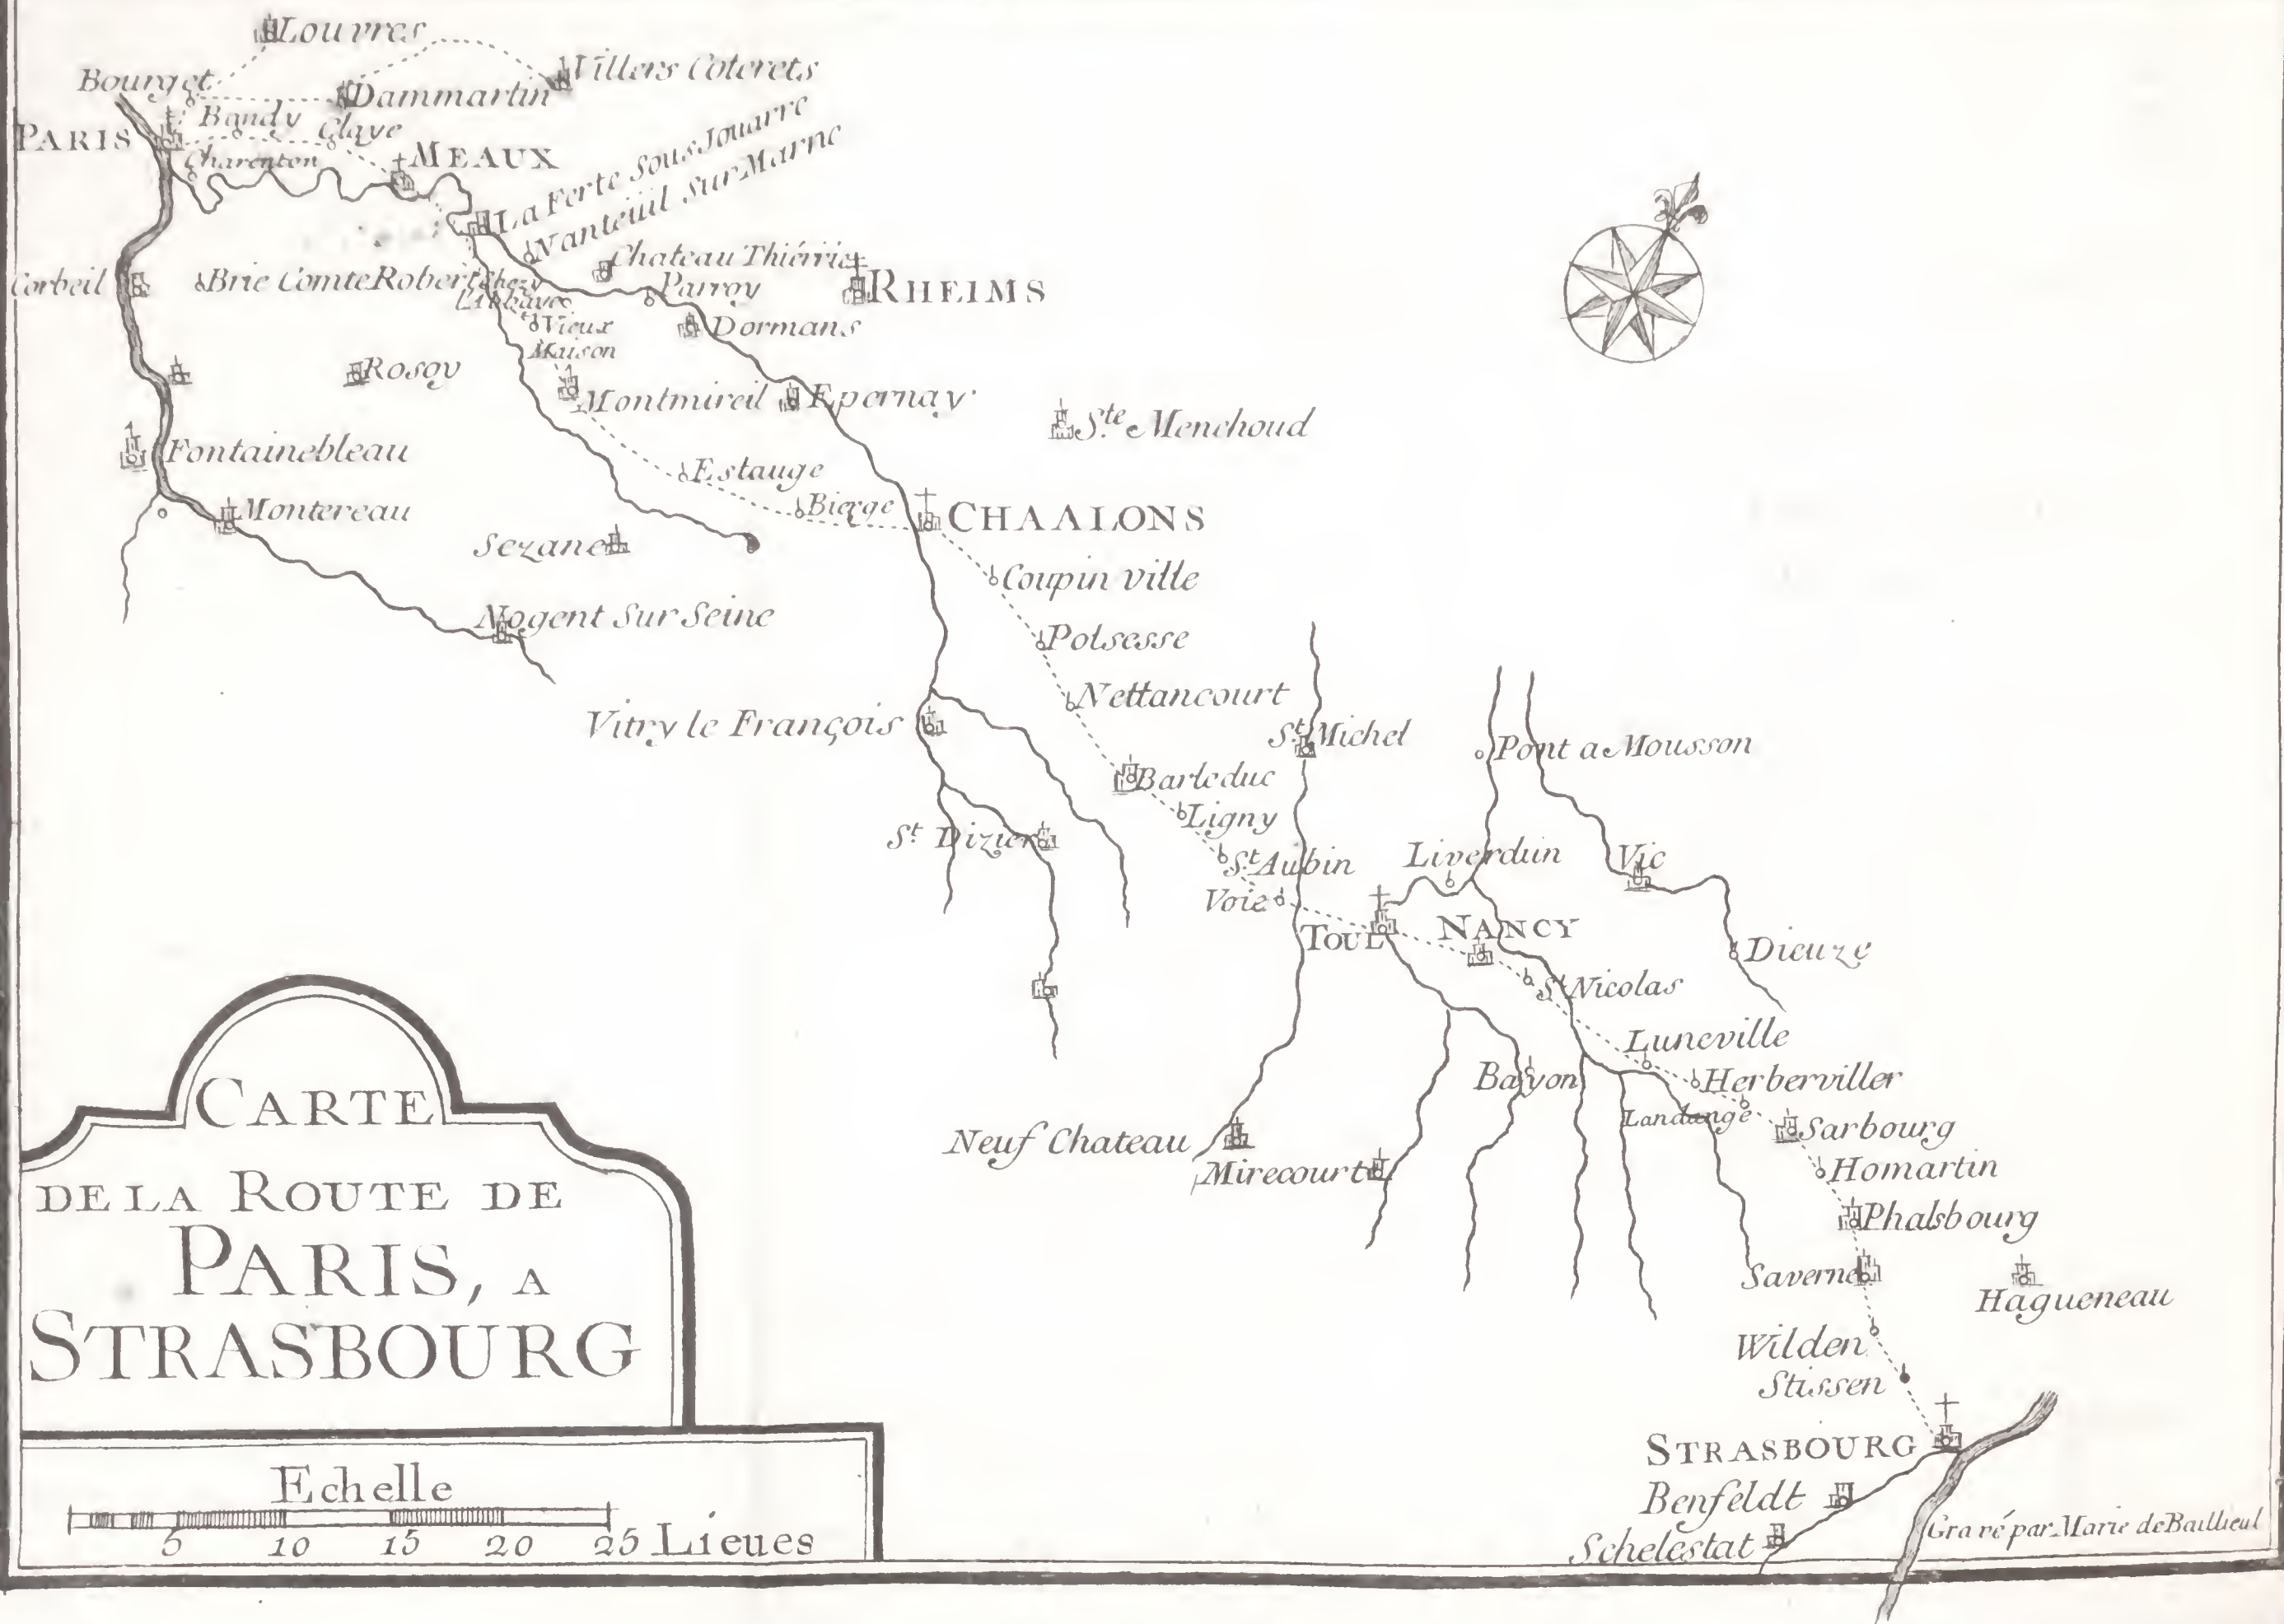 Louvres
Villers Coterets
Bourget
Dammartin
Bandy
Claye
PARIS
Charenton
MEAUX
La Ferte Sous Jouarre
Nanteüil Sur Marne
Chateau Thiérrie
Corbeil
Brie Comte Robert
Chezy
L'Abbaye
Parroy
RHEIMS
Vieux
Maison
Dormans
Rosoy
Montmireil
Epernay
Ste Menehoud
Fontainebleau
Estauge
Montereau
Bierge
CHAALONS
Sezane
Coupin ville
Nogent Sur Seine
Polsesse
Nettancourt
Vitry le François
St Michel
Pont a Mousson
Barleduc
Ligny
St Dizier
St Aubin
Liverdun
Vic
Voie
TOUL
NANCY
Dieuze
St Nicolas
Luneville
Bayon
Herberviller
Landange
Neuf Chateau
Sarbourg
Mirecourt
Homartin
Phalsbourg
Saverne
Hagueneau
Wilden
Stissen
STRASBOURG
Benfeldt
Schelestat
Gravé par Marie de Baillieul
CARTE
DE LA ROUTE DE
PARIS, A
STRASBOURG
Echelle
5 10 15 20 25 Lieues